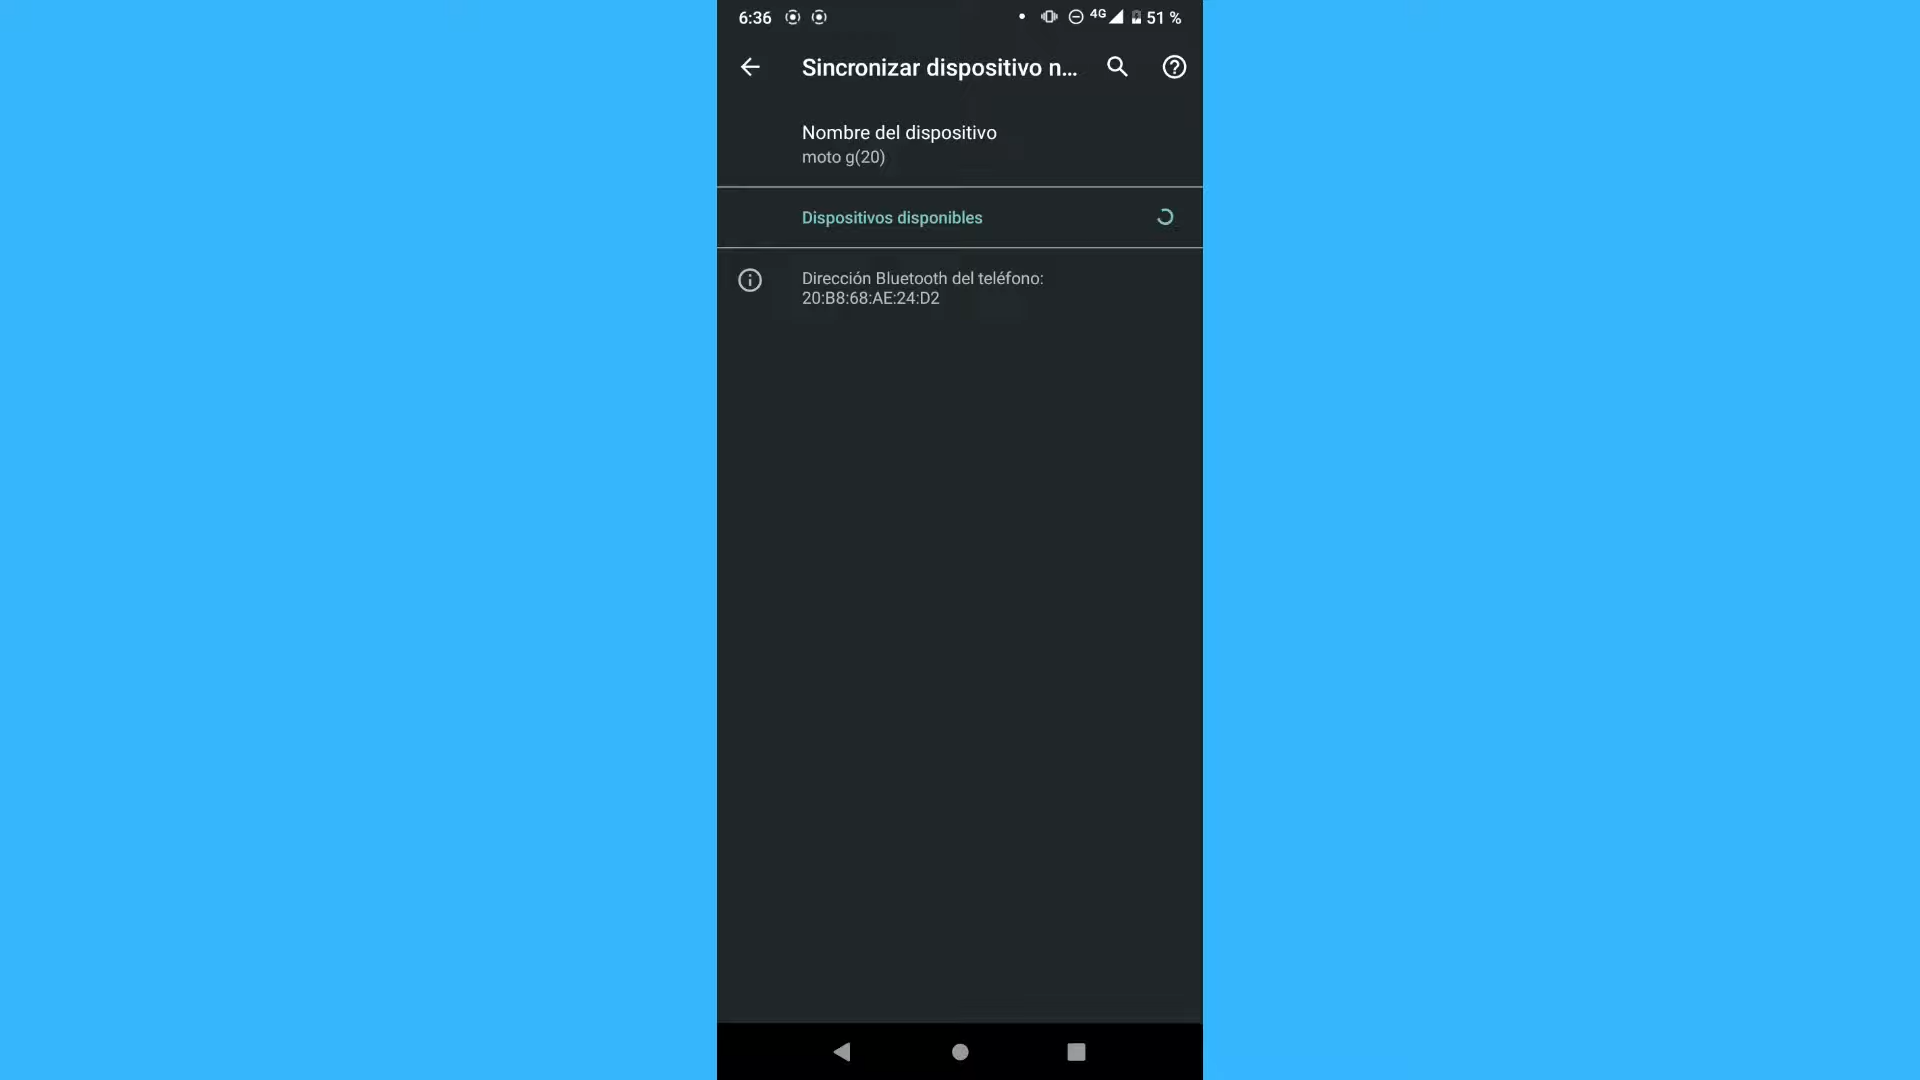 6:36 4G 51 %
Sincronizar dispositivo n...
Nombre del dispositivo
moto g(20)
Dispositivos disponibles
Dirección Bluetooth del teléfono:
20:B8:68:AE:24:D2